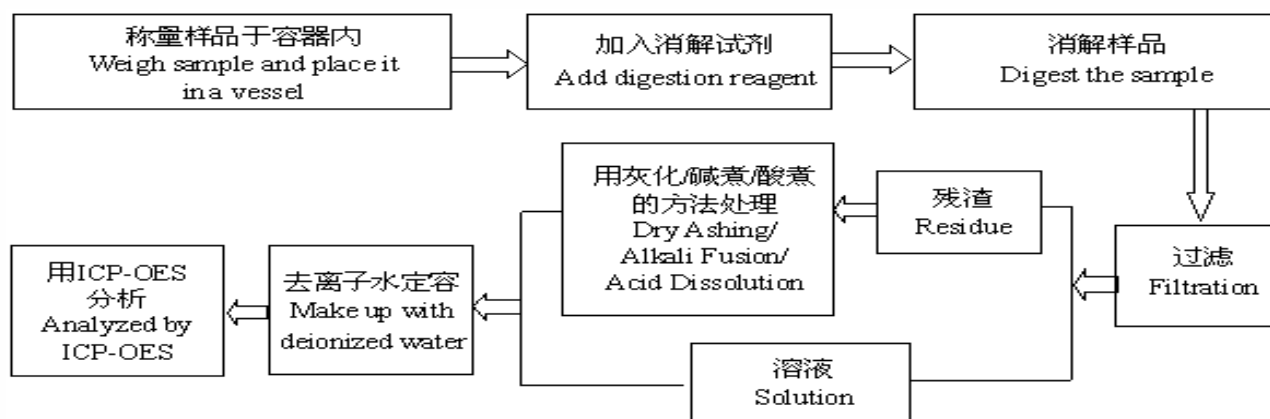 称量样品于容器内
Weigh sample and place it
in a vessel
加入消解试剂
Add digestion reagent
消解样品
Digest the sample
过滤
Filtration
残渣
Residue
用灰化/碱煮/酸煮
的方法处理
Dry Ashing/
Alkali Fusion/
Acid Dissolution
溶液
Solution
去离子水定容
Make up with
deionized water
用ICP-OES
分析
Analyzed by
ICP-OES